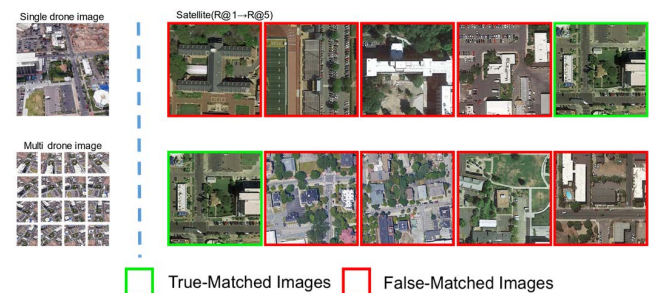 Single drone image
Satellite(R@1→R@5)
Multi drone image
True-Matched Images
False-Matched Images